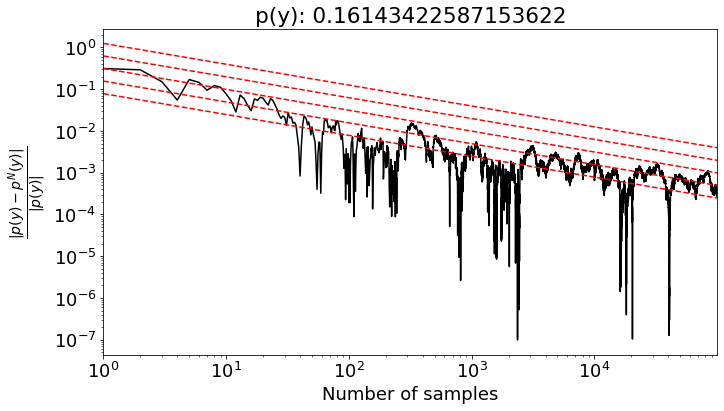 p(y): 0.16143422587153622
10⁰
10⁻¹
10⁻²
10⁻³
10⁻⁴
10⁻⁵
10⁻⁶
10⁻⁷
|p(y) − p^N(y)|
|p(y)|
10⁰ 10¹ 10² 10³ 10⁴
Number of samples